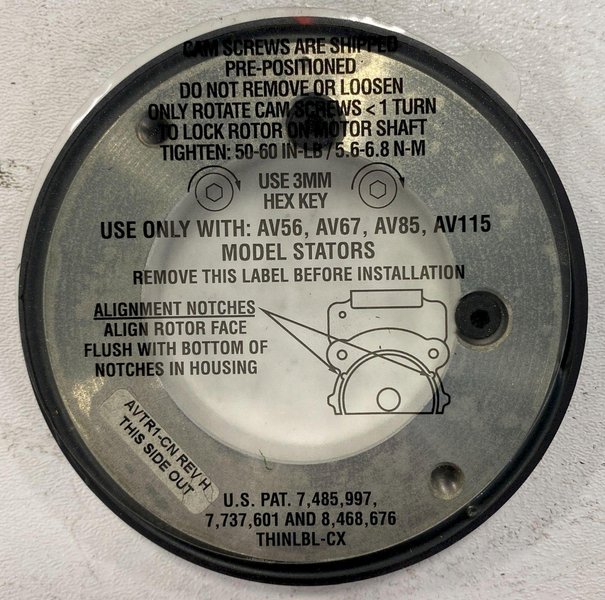 CAM SCREWS ARE SHIPPED
PRE-POSITIONED
DO NOT REMOVE OR LOOSEN
ONLY ROTATE CAM SCREWS < 1 TURN
TO LOCK ROTOR ON MOTOR SHAFT
TIGHTEN: 50-60 IN-LB / 5.6-6.8 N-M
USE 3MM
HEX KEY
USE ONLY WITH: AV56, AV67, AV85, AV115
MODEL STATORS
REMOVE THIS LABEL BEFORE INSTALLATION
ALIGNMENT NOTCHES
ALIGN ROTOR FACE
FLUSH WITH BOTTOM OF
NOTCHES IN HOUSING
AVTR1-CN REV H
THIS SIDE OUT
U.S. PAT. 7,485,997,
7,737,601 AND 8,468,676
THINLBL-CX